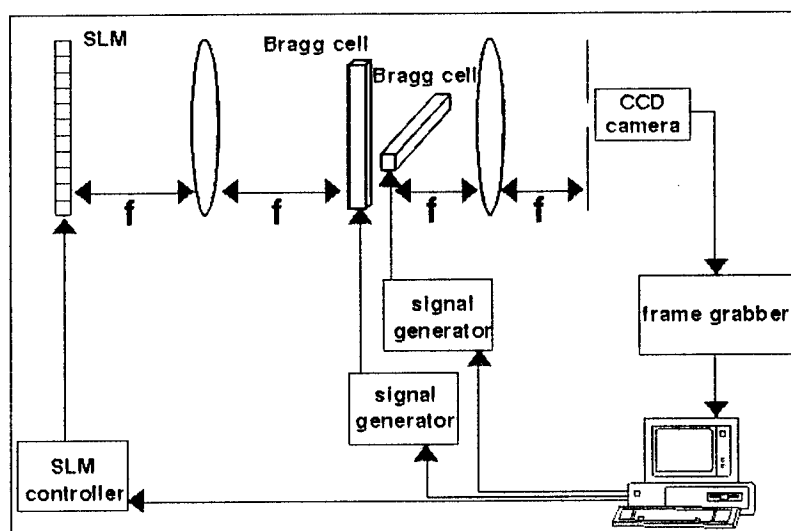 SLM
Bragg cell
Bragg cell
CCD
camera
f
f
f
f
signal
generator
frame grabber
signal
generator
SLM
controller